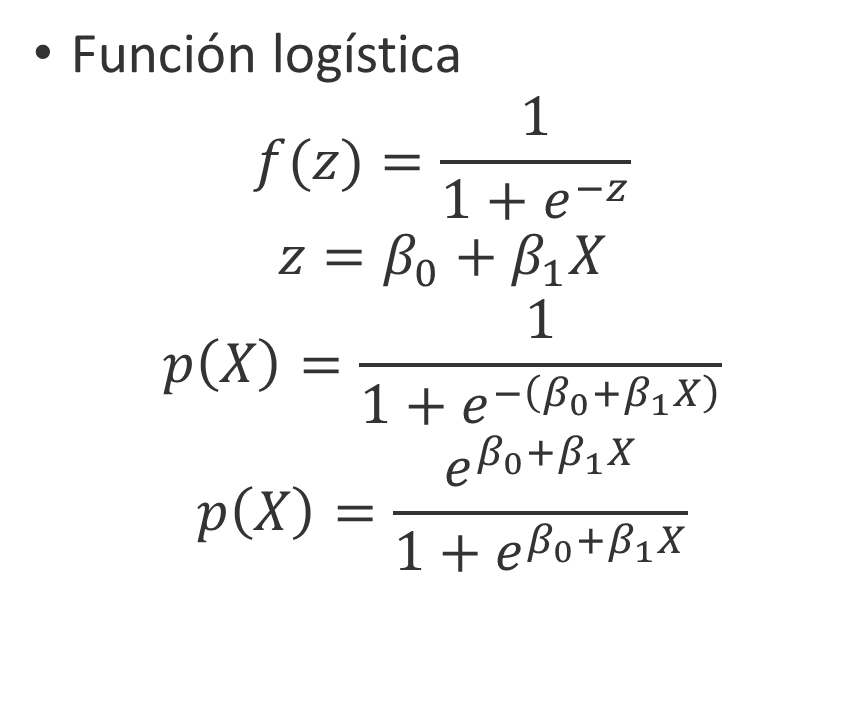 • Función logística
f(z) = 1 / (1 + e^{−z})
z = β₀ + β₁X
p(X) = 1 / (1 + e^{−(β₀+β₁X)})
p(X) = e^{β₀+β₁X} / (1 + e^{β₀+β₁X})